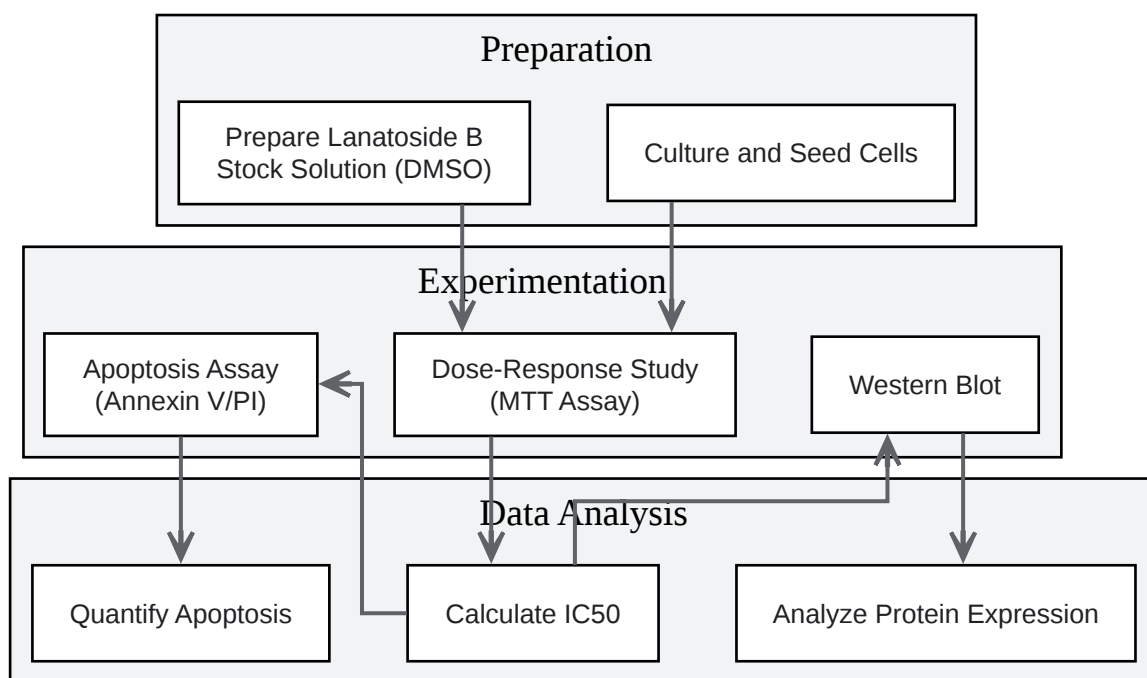 Preparation
Prepare Lanatoside B
Stock Solution (DMSO)
Culture and Seed Cells
Experimentation
Apoptosis Assay
(Annexin V/PI)
Dose-Response Study
(MTT Assay)
Western Blot
Data Analysis
Quantify Apoptosis
Calculate IC50
Analyze Protein Expression